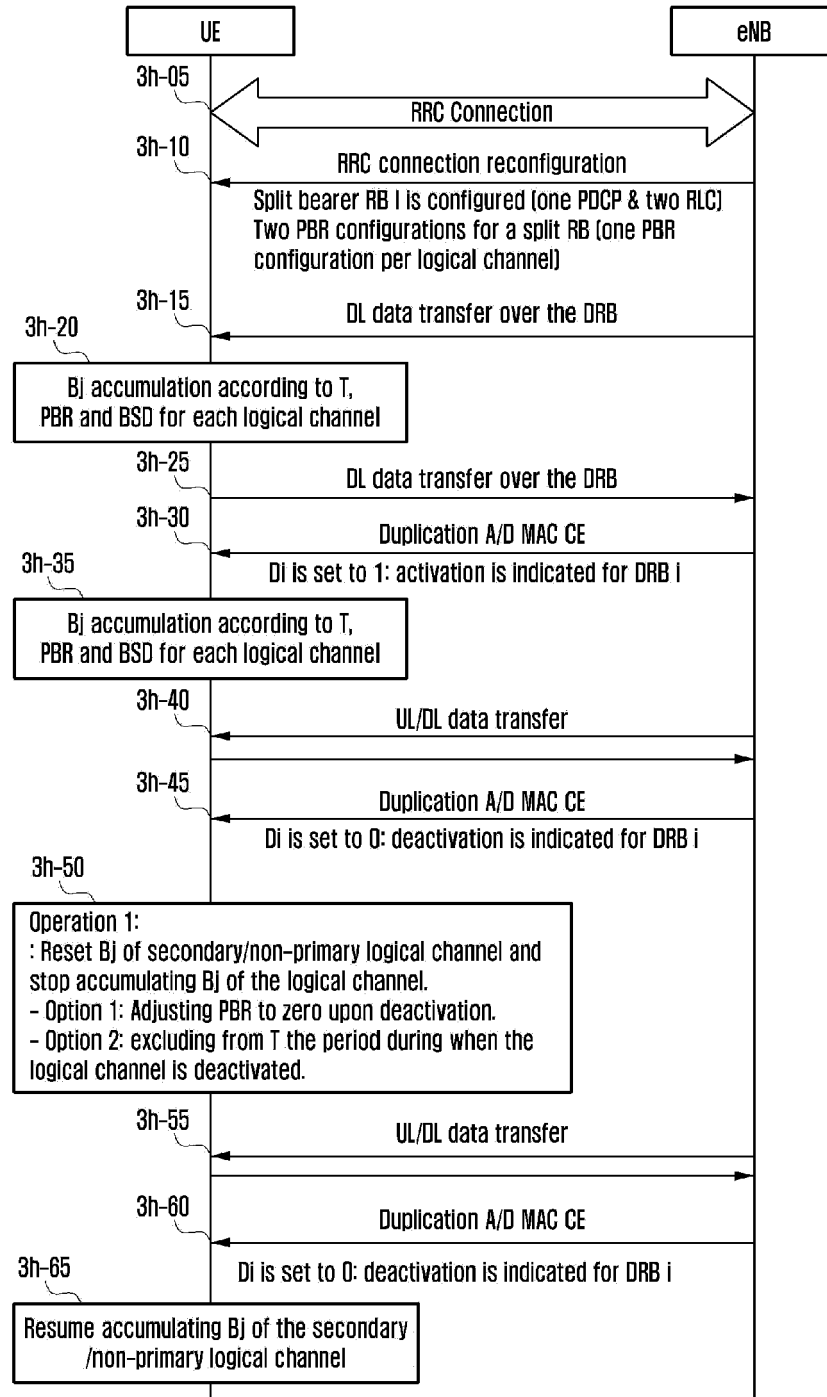 UE
eNB
3h-05
RRC Connection
3h-10
RRC connection reconfiguration
Split bearer RB I is configured (one PDCP & two RLC)
Two PBR configurations for a split RB (one PBR
configuration per logical channel)
3h-15
DL data transfer over the DRB
3h-20
Bj accumulation according to T,
PBR and BSD for each logical channel
3h-25
DL data transfer over the DRB
3h-30
Duplication A/D MAC CE
3h-35
Di is set to 1: activation is indicated for DRB i
Bj accumulation according to T,
PBR and BSD for each logical channel
3h-40
UL/DL data transfer
3h-45
Duplication A/D MAC CE
Di is set to 0: deactivation is indicated for DRB i
3h-50
Operation 1:
: Reset Bj of secondary/non-primary logical channel and
stop accumulating Bj of the logical channel.
- Option 1: Adjusting PBR to zero upon deactivation.
- Option 2: excluding from T the period during when the
logical channel is deactivated.
3h-55
UL/DL data transfer
3h-60
Duplication A/D MAC CE
3h-65
Di is set to 0: deactivation is indicated for DRB i
Resume accumulating Bj of the secondary
/non-primary logical channel